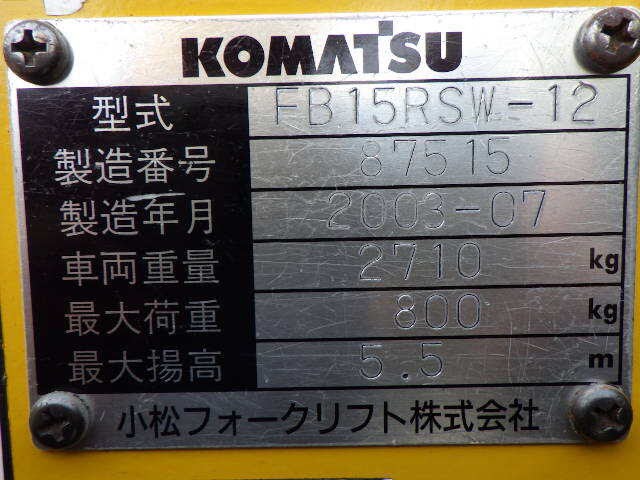 KOMATSU
型式 FB15RSW-12
製造番号 87515
製造年月 2003-07
車両重量 2710 kg
最大荷重 800 kg
最大揚高 5.5 m
小松フォークリフト株式会社